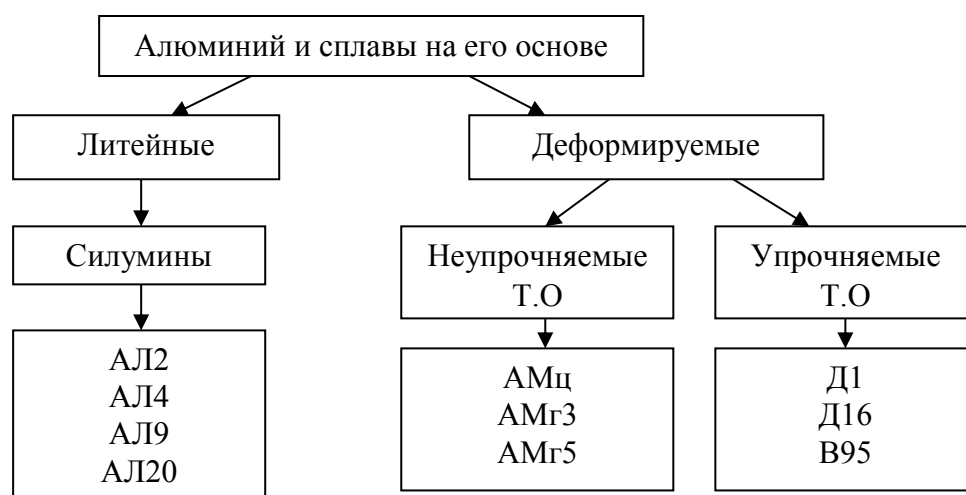 Алюминий и сплавы на его основе
Литейные
Деформируемые
Силумины
Неупрочняемые
Т.О
Упрочняемые
Т.О
АЛ2
АЛ4
АЛ9
АЛ20
АМц
АМг3
АМг5
Д1
Д16
В95